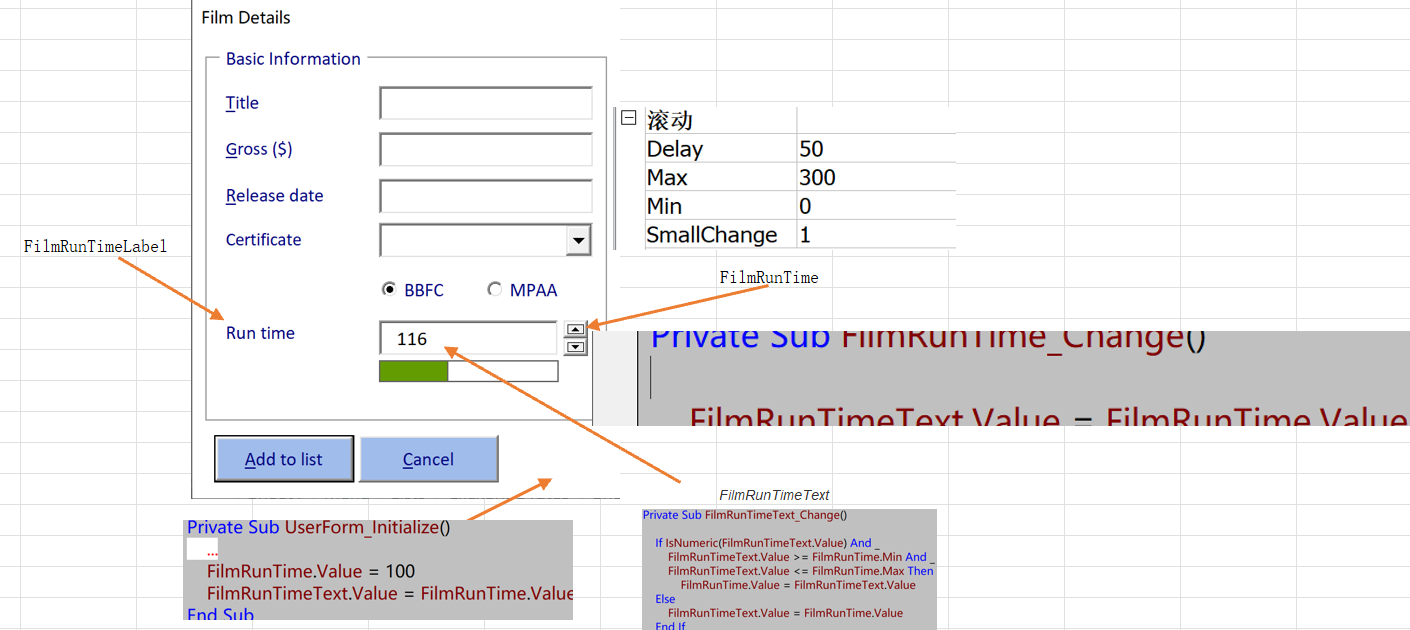 Film Details
Basic Information
Title
Gross ($)
Release date
Certificate
BBFC MPAA
Run time
116
Add to list Cancel
滚动
Delay 50
Max 300
Min 0
SmallChange 1
FilmRunTimeLabel
FilmRunTime
Private Sub FilmRunTime_Change()
FilmRunTimeText.Value = FilmRunTime.Value
FilmRunTimeText
Private Sub UserForm_Initialize()
...
FilmRunTime.Value = 100
FilmRunTimeText.Value = FilmRunTime.Value
End Sub
Private Sub FilmRunTimeText_Change()
If IsNumeric(FilmRunTimeText.Value) And _
FilmRunTimeText.Value >= FilmRunTime.Min And _
FilmRunTimeText.Value <= FilmRunTime.Max Then
FilmRunTime.Value = FilmRunTimeText.Value
Else
FilmRunTimeText.Value = FilmRunTime.Value
End If